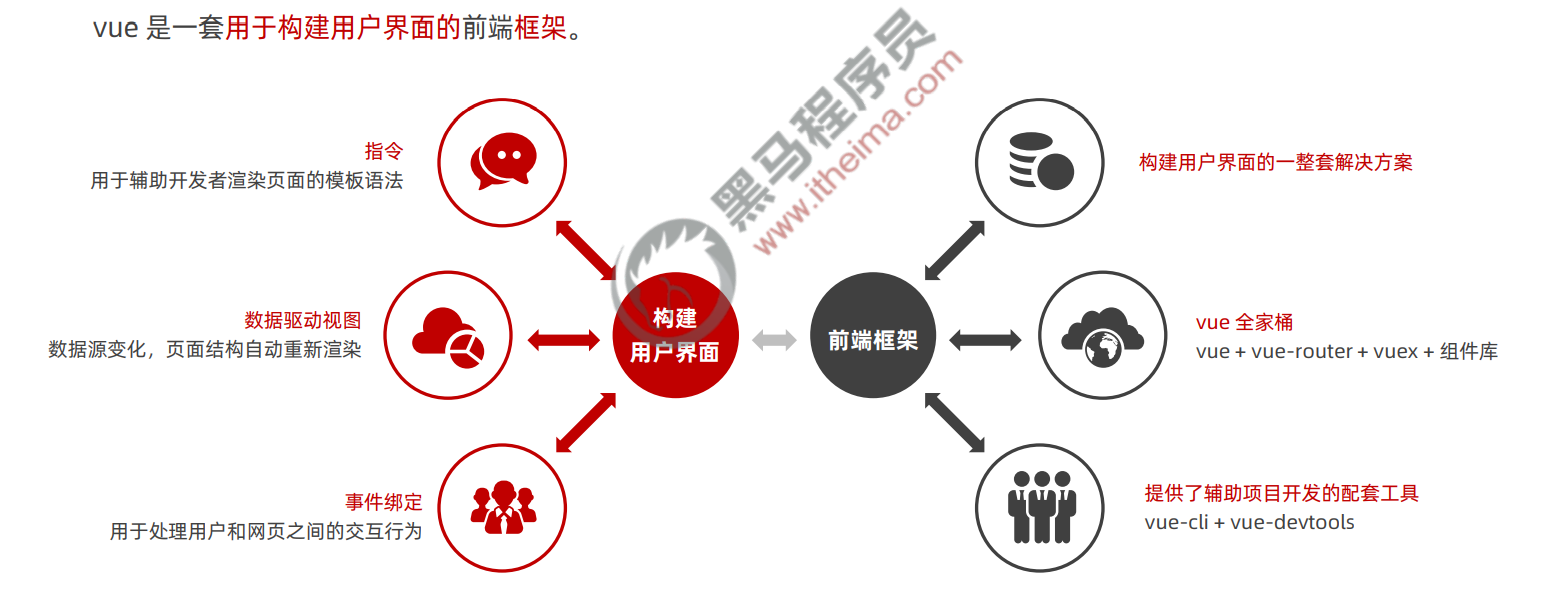 vue 是一套用于构建用户界面的前端框架。
黑马程序员
www.itheima.com
指令
用于辅助开发者渲染页面的模板语法
数据驱动视图
数据源变化，页面结构自动重新渲染
事件绑定
用于处理用户和网页之间的交互行为
构建
用户界面
前端框架
构建用户界面的一整套解决方案
vue 全家桶
vue + vue-router + vuex + 组件库
提供了辅助项目开发的配套工具
vue-cli + vue-devtools